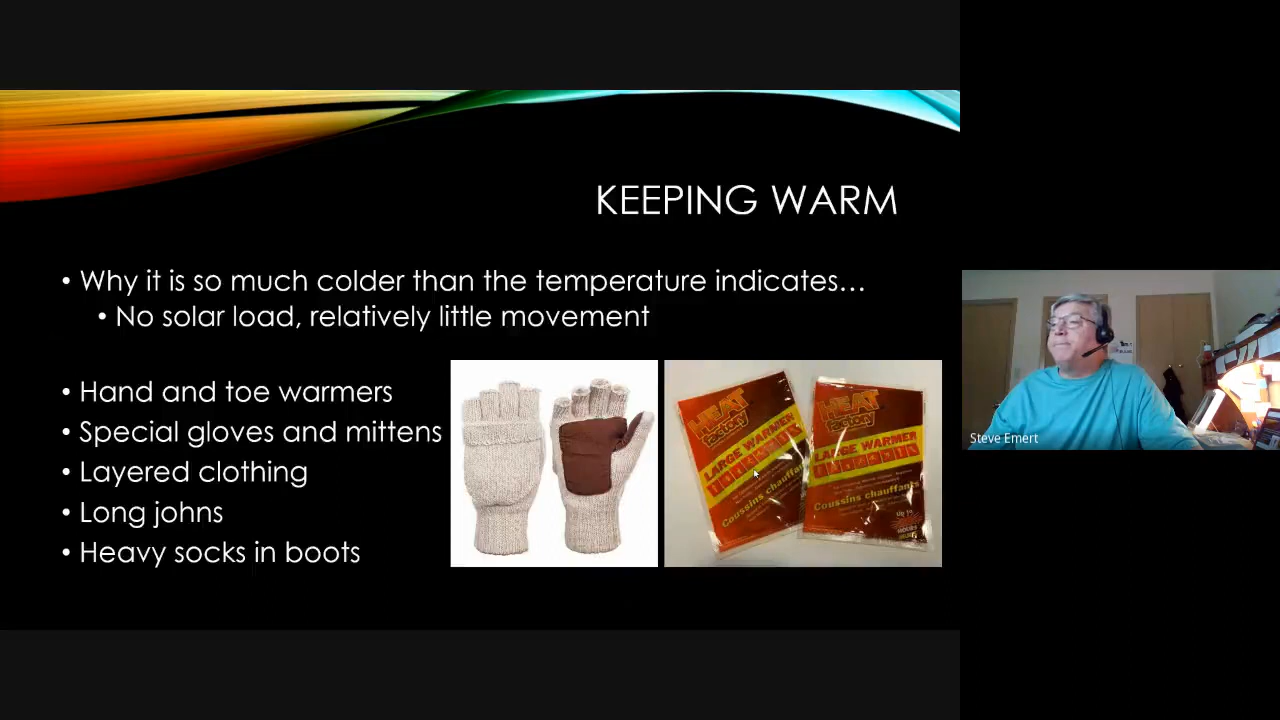 KEEPING WARM
• Why it is so much colder than the temperature indicates...
• No solar load, relatively little movement
• Hand and toe warmers
• Special gloves and mittens
• Layered clothing
• Long johns
• Heavy socks in boots
HEAT
factory
LARGE WARMER
Coussins chauffants
HEAT
factory
LARGE WARMER
Coussins chauffants
Up to
Steve Emert